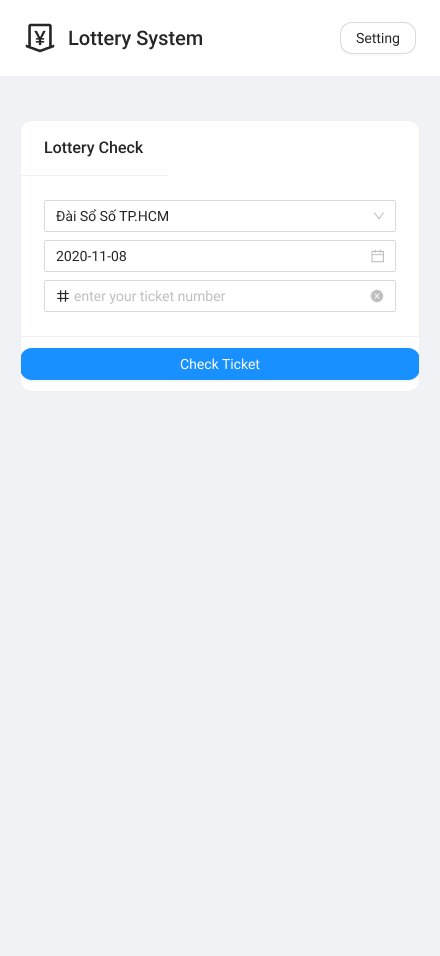 Lottery System
Setting
Lottery Check
Đài Sổ Số TP.HCM
2020-11-08
# enter your ticket number
Check Ticket